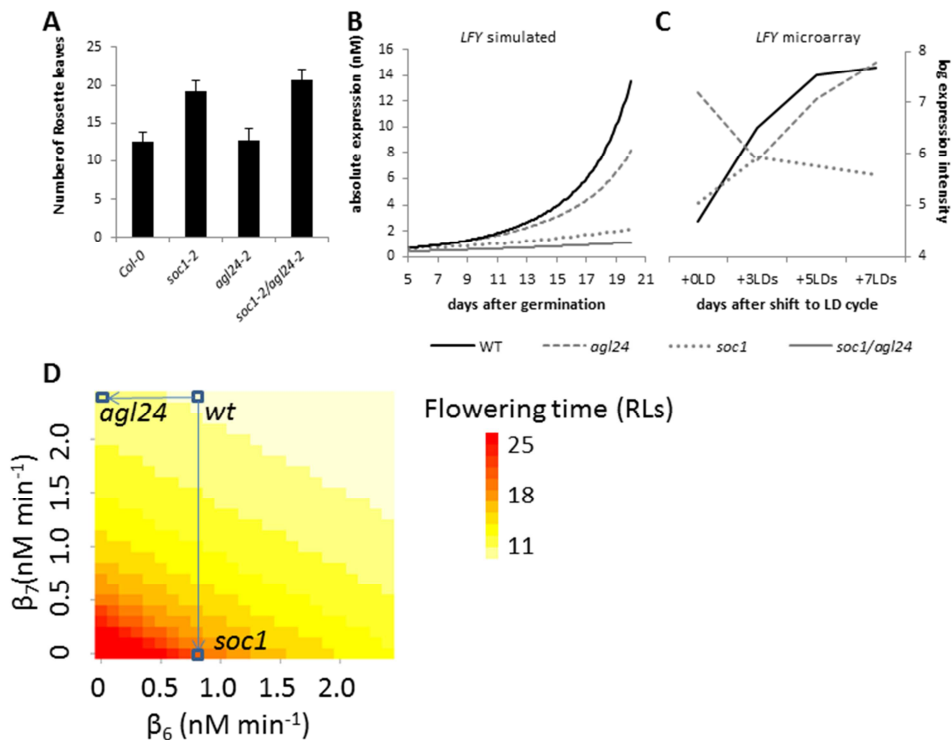 A
Number of Rosette leaves
25
20
15
10
5
0
Col-0
soc1-2
agl24-2
soc1-2/agl24-2
B
LFY simulated
absolute expression (nM)
16
14
12
10
8
6
4
2
0
5
7
9
11
13
15
17
19
21
days after germination
C
LFY microarray
8
7
6
5
4
log expression intensity
+0LD
+3LDs
+5LDs
+7LDs
days after shift to LD cycle
WT
agl24
soc1
soc1/agl24
D
agl24
wt
soc1
β7(nM min-1)
2.0
1.5
1.0
0.5
0
0
0.5
1.0
1.5
2.0
β6 (nM min-1)
Flowering time (RLs)
25
18
11